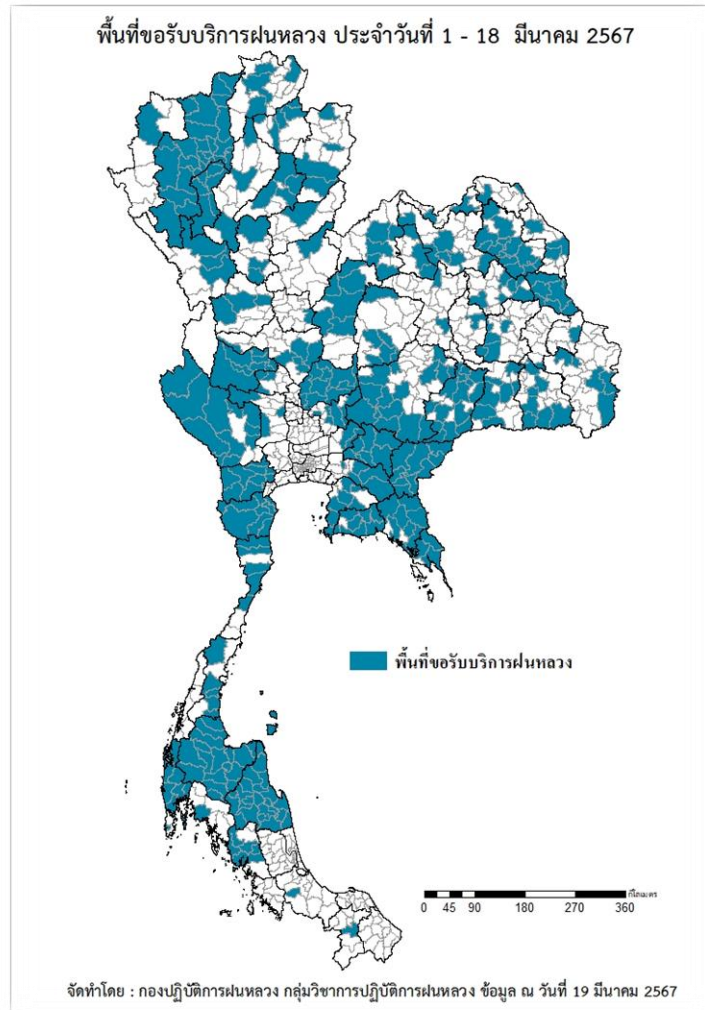 พื้นที่ขอรับบริการฝนหลวง ประจำวันที่ 1 - 18 มีนาคม 2567
พื้นที่ขอรับบริการฝนหลวง
กิโลเมตร
0 45 90 180 270 360
จัดทำโดย : กองปฏิบัติการฝนหลวง กลุ่มวิชาการปฏิบัติการฝนหลวง ข้อมูล ณ วันที่ 19 มีนาคม 2567